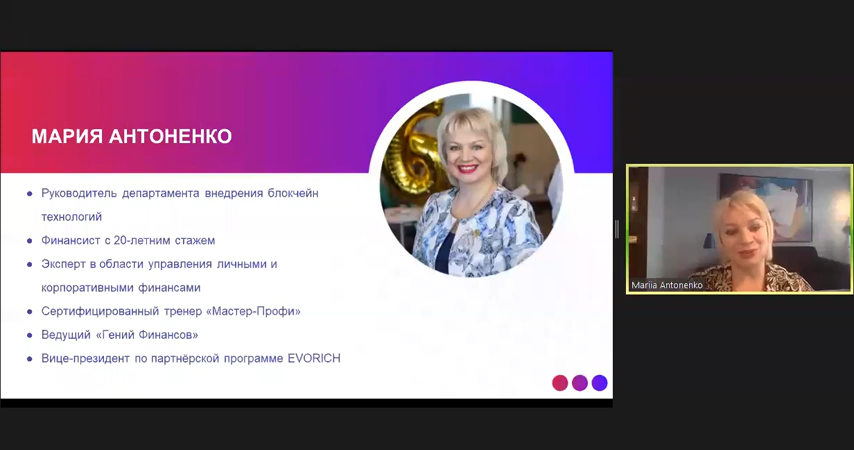 МАРИЯ АНТОНЕНКО
Руководитель департамента внедрения блокчейн
технологий
Финансист с 20-летним стажем
Эксперт в области управления личными и
корпоративными финансами
Сертифицированный тренер «Мастер-Профи»
Ведущий «Гений Финансов»
Вице-президент по партнёрской программе EVORICH
Mariia Antonenko